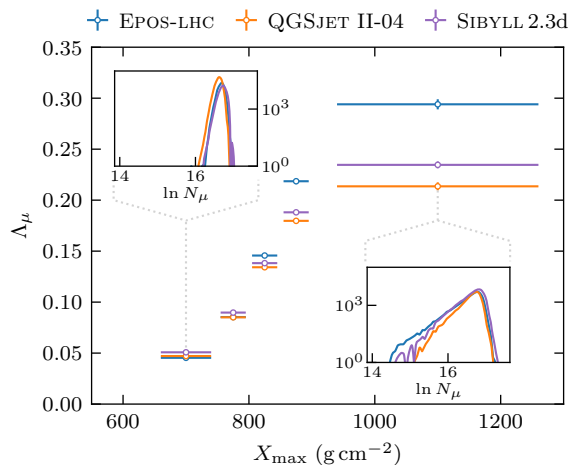 EPOS-LHC QGSJET II-04 SIBYLL 2.3d
0.35
0.30
0.25
0.20
0.15
0.10
0.05
0.00
Λμ
10⁴
10⁰
14 16
ln Nμ
10³
10⁰
14 16
ln Nμ
600 800 1000 1200
Xmax (g cm⁻²)